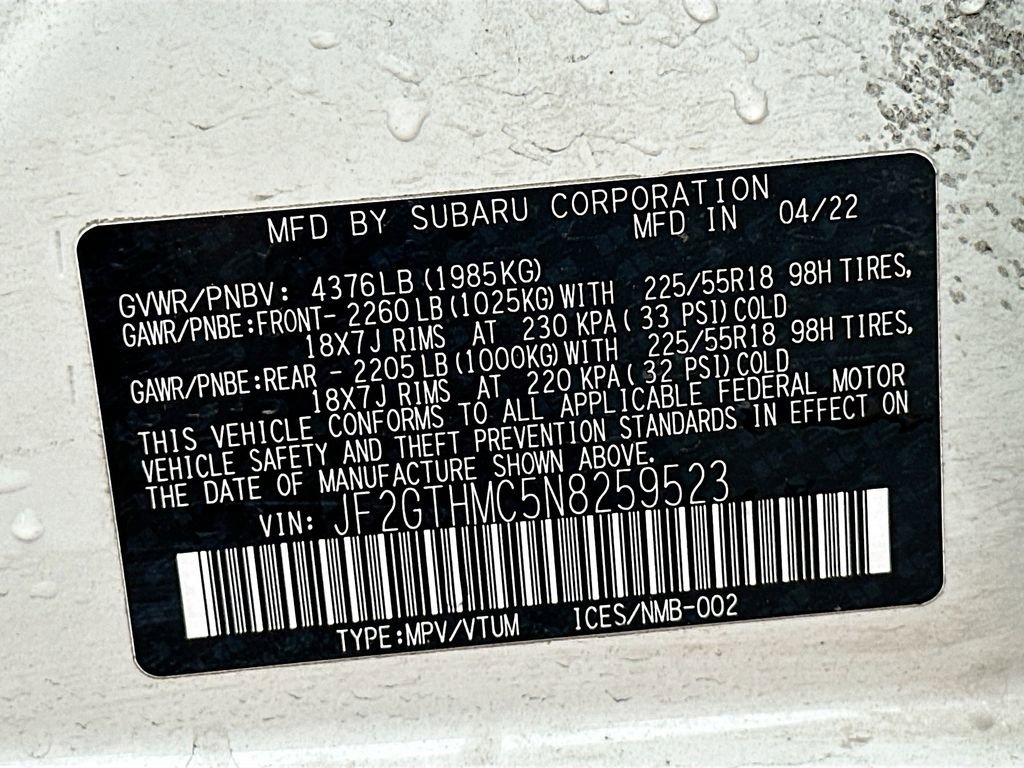 MFD BY SUBARU CORPORATION
MFD IN 04/22
GVWR/PNBV: 4376LB (1985KG)
GAWR/PNBE:FRONT- 2260 LB (1025KG) WITH 225/55R18 98H TIRES,
18X7J RIMS AT 230 KPA ( 33 PSI) COLD
GAWR/PNBE:REAR - 2205 LB (1000KG) WITH 225/55R18 98H TIRES,
18X7J RIMS AT 220 KPA ( 32 PSI) COLD
THIS VEHICLE CONFORMS TO ALL APPLICABLE FEDERAL MOTOR
VEHICLE SAFETY AND THEFT PREVENTION STANDARDS IN EFFECT ON
THE DATE OF MANUFACTURE SHOWN ABOVE.
VIN: JF2GTHMC5N8259523
TYPE:MPV/VTUM ICES/NMB-002